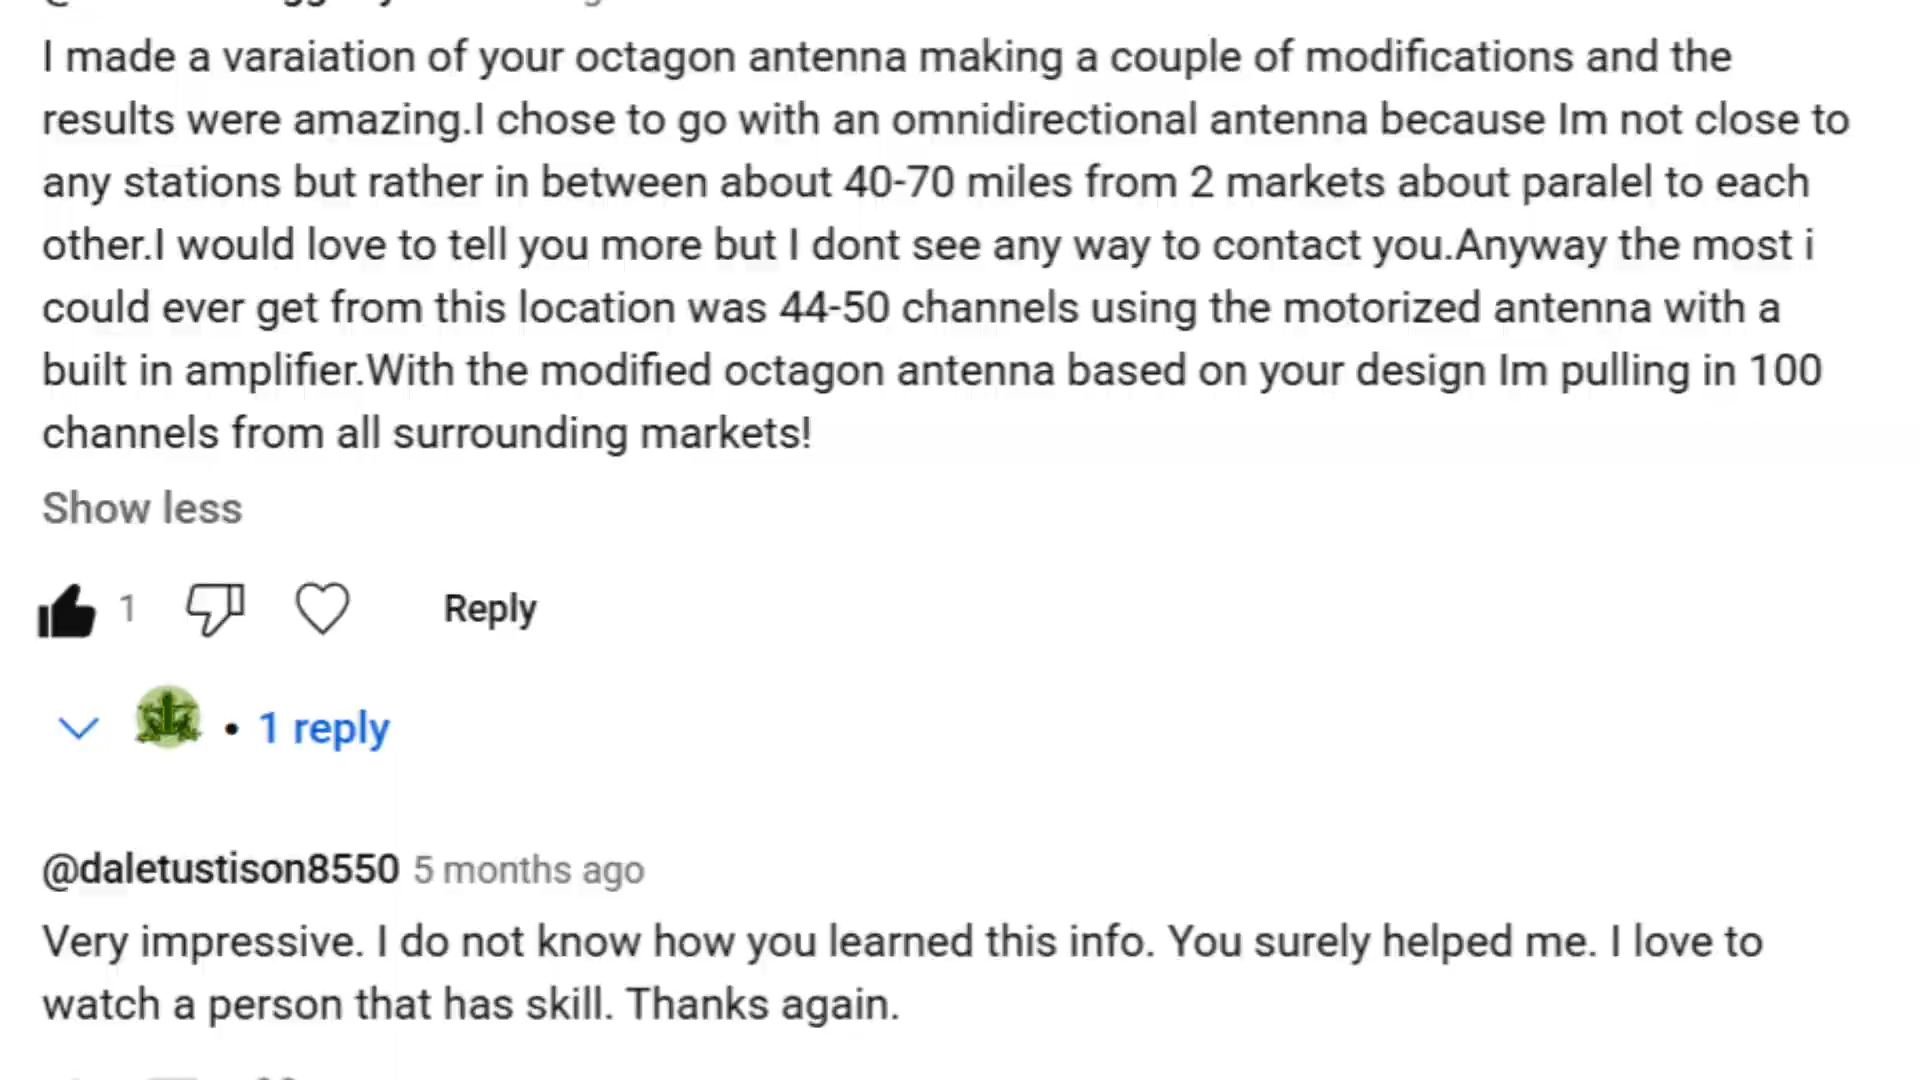 I made a varaiation of your octagon antenna making a couple of modifications and the
results were amazing.I chose to go with an omnidirectional antenna because Im not close to
any stations but rather in between about 40-70 miles from 2 markets about paralel to each
other.I would love to tell you more but I dont see any way to contact you.Anyway the most i
could ever get from this location was 44-50 channels using the motorized antenna with a
built in amplifier.With the modified octagon antenna based on your design Im pulling in 100
channels from all surrounding markets!
Show less
1 Reply
• 1 reply
@daletustison8550 5 months ago
Very impressive. I do not know how you learned this info. You surely helped me. I love to
watch a person that has skill. Thanks again.